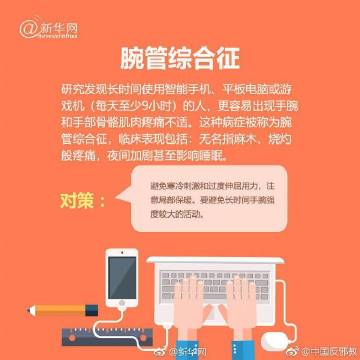 @新华网
腕管综合征
研究发现长时间使用智能手机、平板电脑或游
戏机（每天至少9小时）的人，更容易出现手腕
和手部骨骼肌肉疼痛不适。这种病症被称为腕
管综合征，临床表现包括：无名指麻木、烧灼
般疼痛，夜间加剧甚至影响睡眠。
对策：
避免寒冷刺激和过度伸屈用力，注
意局部保暖。要避免长时间手腕强
度较大的活动。
@新华网
@中国反邪教